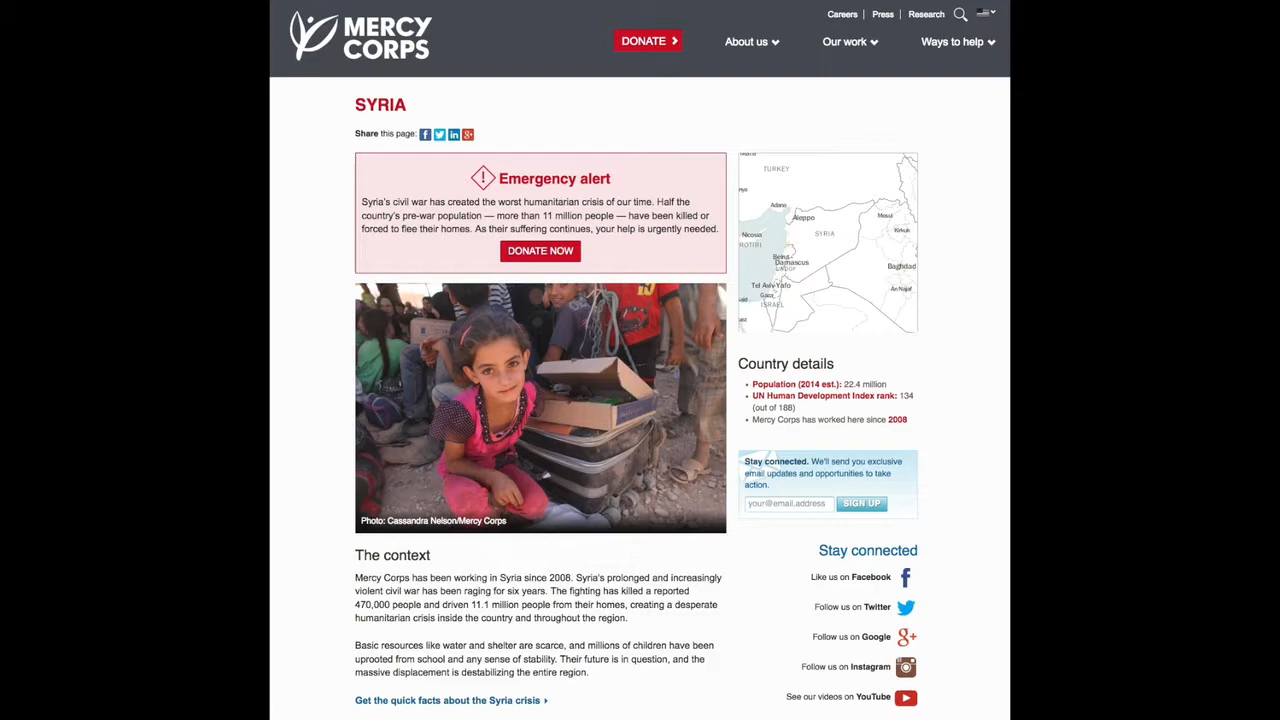 MERCY
CORPS
Careers
Press
Research
DONATE
About us
Our work
Ways to help
SYRIA
Share this page:
Emergency alert
Syria's civil war has created the worst humanitarian crisis of our time. Half the
country's pre-war population — more than 11 million people — have been killed or
forced to flee their homes. As their suffering continues, your help is urgently needed.
DONATE NOW
Photo: Cassandra Nelson/Mercy Corps
The context
Mercy Corps has been working in Syria since 2008. Syria's prolonged and increasingly
violent civil war has been raging for six years. The fighting has killed a reported
470,000 people and driven 11.1 million people from their homes, creating a desperate
humanitarian crisis inside the country and throughout the region.
Basic resources like water and shelter are scarce, and millions of children have been
uprooted from school and any sense of stability. Their future is in question, and the
massive displacement is destabilizing the entire region.
Get the quick facts about the Syria crisis
TURKEY
Adana
Aleppo
Mosul
Nicosia
SYRIA
Kirkuk
ROTIRI
Beirut
Damascus
Baghdad
Tel Aviv-Yafo
An Najaf
Gaza
ISRAEL
Country details
Population (2014 est.): 22.4 million
UN Human Development Index rank: 134
(out of 188)
Mercy Corps has worked here since 2008
Stay connected. We'll send you exclusive
email updates and opportunities to take
action.
your@email.address
SIGN UP
Stay connected
Like us on Facebook
Follow us on Twitter
Follow us on Google
Follow us on Instagram
See our videos on YouTube